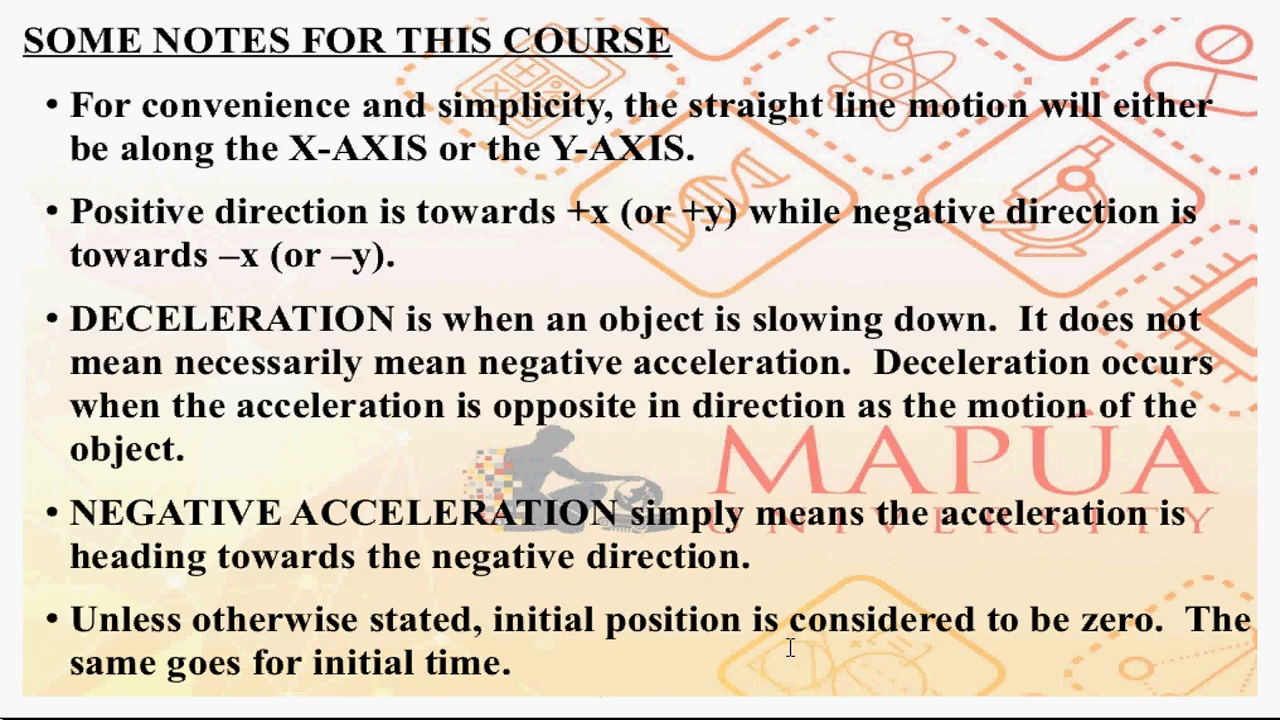 SOME NOTES FOR THIS COURSE
• For convenience and simplicity, the straight line motion will either
be along the X-AXIS or the Y-AXIS.
• Positive direction is towards +x (or +y) while negative direction is
towards –x (or –y).
• DECELERATION is when an object is slowing down. It does not
mean necessarily mean negative acceleration. Deceleration occurs
when the acceleration is opposite in direction as the motion of the
object.
MAPÚA
• NEGATIVE ACCELERATION simply means the acceleration is
UNIVERSITY
heading towards the negative direction.
• Unless otherwise stated, initial position is considered to be zero. The
same goes for initial time.